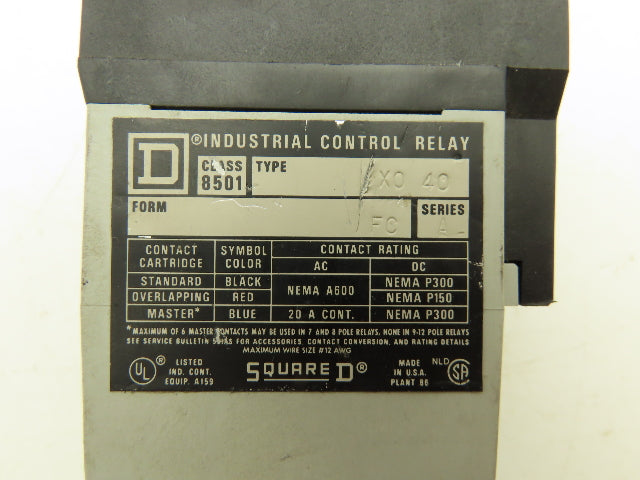 D ® INDUSTRIAL CONTROL RELAY
CLASS 8501 TYPE XO 40
FORM FC SERIES A
CONTACT CARTRIDGE SYMBOL COLOR CONTACT RATING
AC DC
STANDARD BLACK NEMA A600 NEMA P300
OVERLAPPING RED NEMA P150
MASTER* BLUE 20 A CONT. NEMA P300
*MAXIMUM OF 6 MASTER CONTACTS MAY BE USED IN 7 AND 8 POLE RELAYS, NONE IN 9-12 POLE RELAYS
SEE SERVICE BULLETIN FOR ACCESSORIES, CONTACT CONVERSION, AND RATING DETAILS
MAXIMUM WIRE SIZE #12 AWG
UL ® LISTED IND. CONT. EQUIP. A159
SQUARE D ®
MADE IN U.S.A. PLANT 86
NLD SA ®